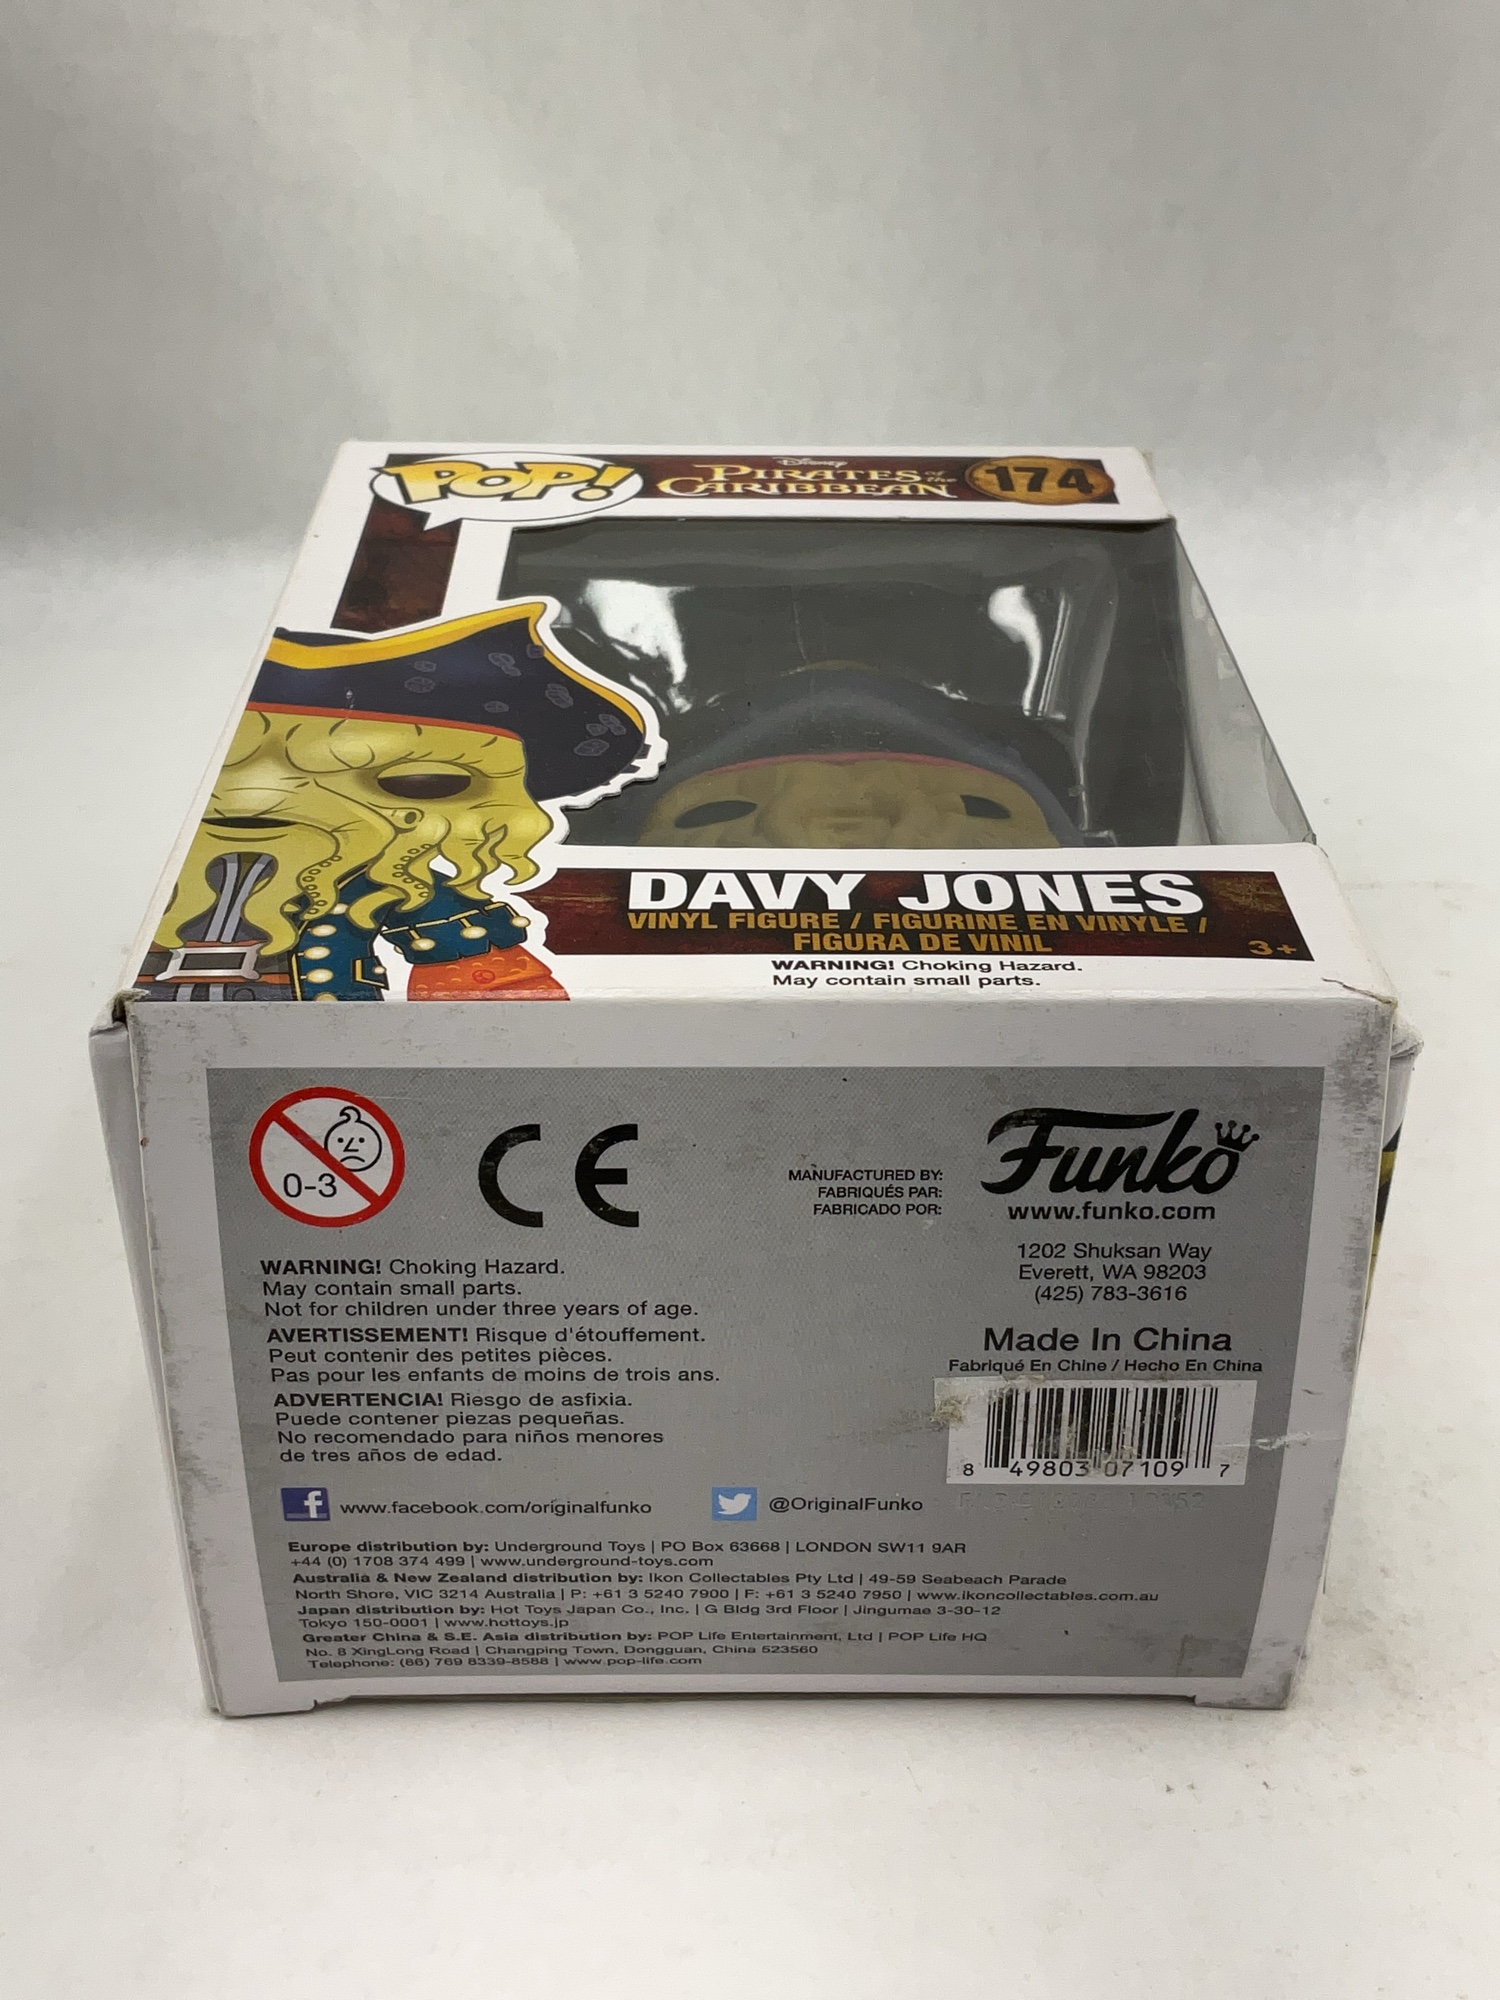 POP!
Disney
PIRATES of the
CARIBBEAN
174
DAVY JONES
VINYL FIGURE / FIGURINE EN VINYLE /
FIGURA DE VINIL
3+
WARNING! Choking Hazard.
May contain small parts.
0-3
CE
MANUFACTURED BY:
FABRIQUÉS PAR:
FABRICADO POR:
Funko
www.funko.com
1202 Shuksan Way
Everett, WA 98203
(425) 783-3616
Made In China
Fabriqué En Chine / Hecho En China
8 49803 07109 7
WARNING! Choking Hazard.
May contain small parts.
Not for children under three years of age.
AVERTISSEMENT! Risque d'étouffement.
Peut contenir des petites pièces.
Pas pour les enfants de moins de trois ans.
ADVERTENCIA! Riesgo de asfixia.
Puede contener piezas pequeñas.
No recomendado para niños menores
de tres años de edad.
f www.facebook.com/originalfunko
@OriginalFunko
Europe distribution by: Underground Toys | PO Box 63668 | LONDON SW11 9AR
+44 (0) 1708 374 499 | www.underground-toys.com
Australia & New Zealand distribution by: Ikon Collectables Pty Ltd | 49-59 Seabeach Parade
North Shore, VIC 3214 Australia | P: +61 3 5240 7900 | F: +61 3 5240 7950 | www.ikoncollectables.com.au
Japan distribution by: Hot Toys Japan Co., Inc. | G Bldg 3rd Floor | Jingumae 3-30-12
Tokyo 150-0001 | www.hottoys.jp
Greater China & S.E. Asia distribution by: POP Life Entertainment, Ltd | POP Life HQ
No. 8 XingLong Road | Changping Town, Dongguan, China 523560
Telephone: (86) 769 8339-8588 | www.pop-life.com